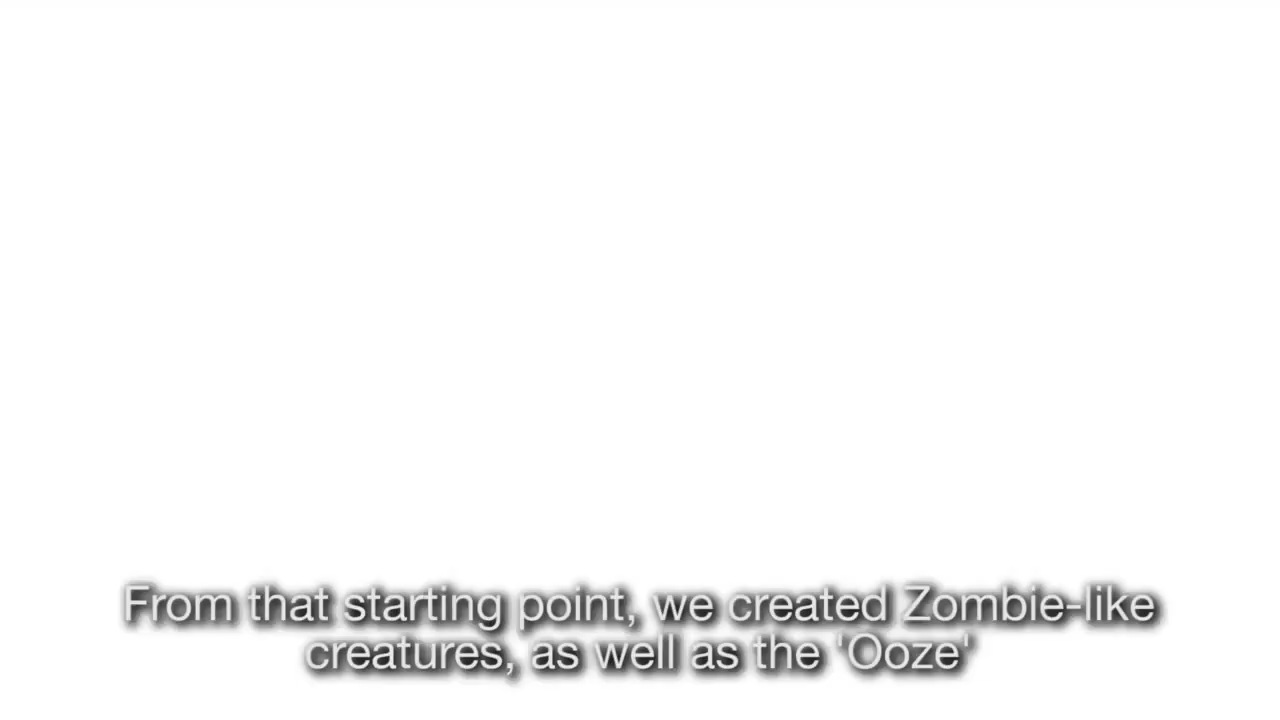 From that starting point, we created Zombie-like
creatures, as well as the 'Ooze'